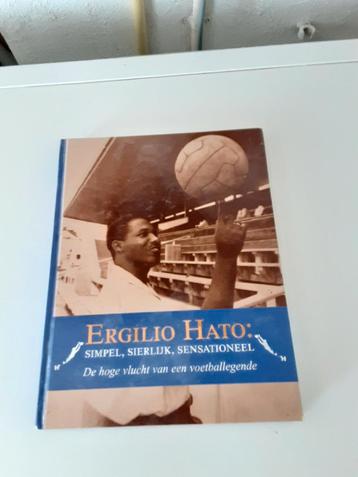 ERGILIO HATO:
SIMPEL, SIERLIJK, SENSATIONEEL
De hoge vlucht van een voetballegende